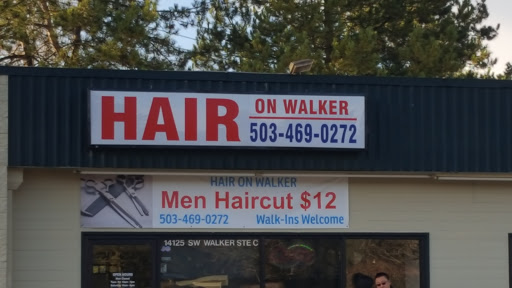 HAIR
ON WALKER
503-469-0272
HAIR ON WALKER
Men Haircut $12
503-469-0272 Walk-Ins Welcome
14125 SW WALKER STE C